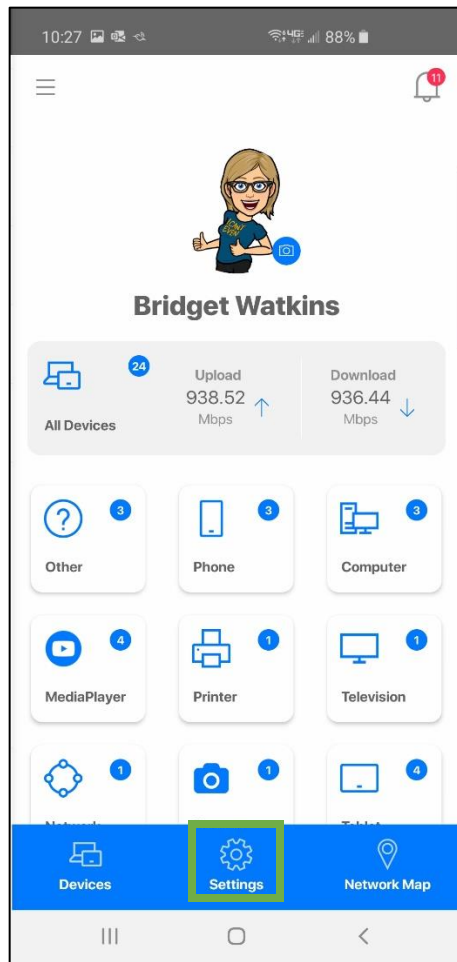 10:27 88%
11
Bridget Watkins
24
All Devices
Upload
938.52
Mbps
Download
936.44
Mbps
3
Other
3
Phone
3
Computer
4
MediaPlayer
1
Printer
1
Television
1
1
4
Devices
Settings
Network Map